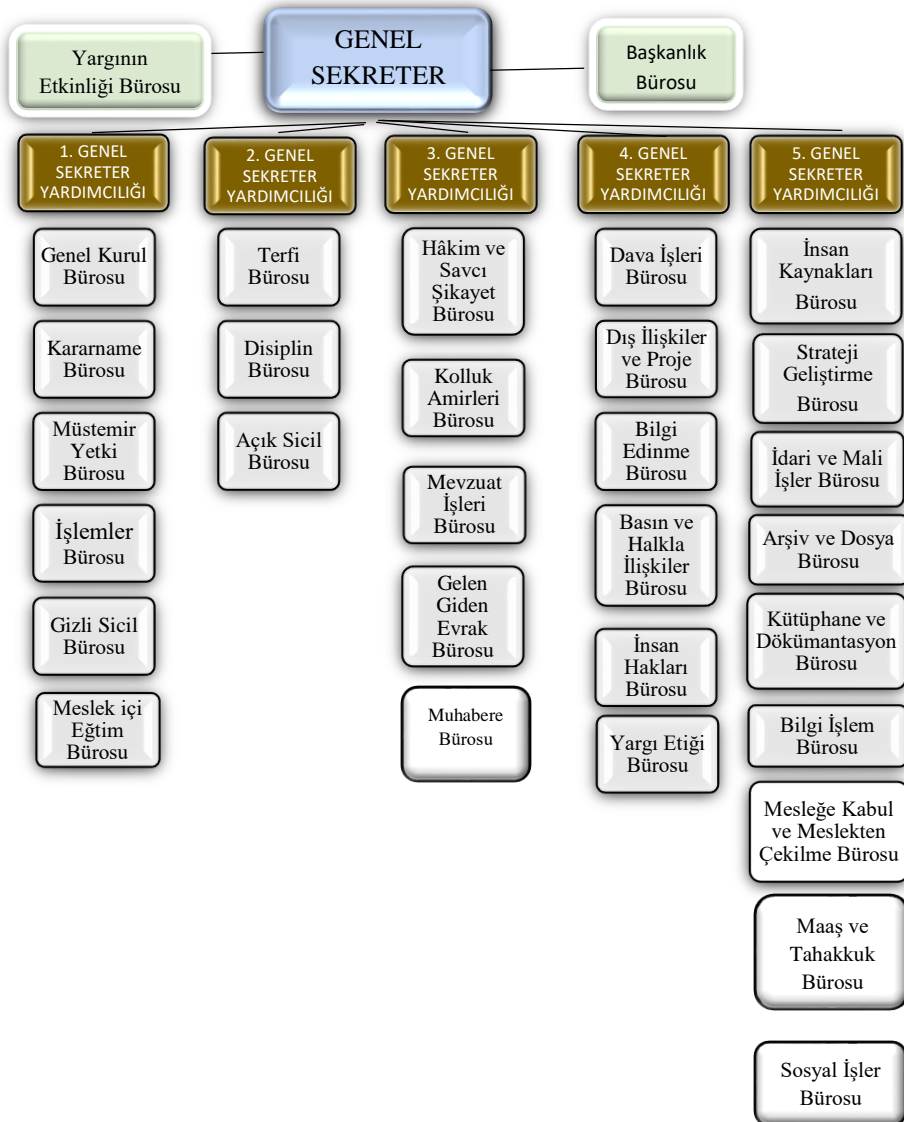 GENEL
SEKRETER
Yargının
Etkinliği Bürosu
Başkanlık
Bürosu
1. GENEL
SEKRETER
YARDIMCILIĞI
Genel Kurul
Bürosu
Kararname
Bürosu
Müstemir
Yetki
Bürosu
İşlemler
Bürosu
Gizli Sicil
Bürosu
Meslek içi
Eğtim
Bürosu
2. GENEL
SEKRETER
YARDIMCILIĞI
Terfi
Bürosu
Disiplin
Bürosu
Açık Sicil
Bürosu
3. GENEL
SEKRETER
YARDIMCILIĞI
Hâkim ve
Savcı
Şikayet
Bürosu
Kolluk
Amirleri
Bürosu
Mevzuat
İşleri
Bürosu
Gelen
Giden
Evrak
Bürosu
Muhabere
Bürosu
4. GENEL
SEKRETER
YARDIMCILIĞI
Dava İşleri
Bürosu
Dış İlişkiler
ve Proje
Bürosu
Bilgi
Edinme
Bürosu
Basın ve
Halkla
İlişkiler
Bürosu
İnsan
Hakları
Bürosu
Yargı Etiği
Bürosu
5. GENEL
SEKRETER
YARDIMCILIĞI
İnsan
Kaynakları
Bürosu
Strateji
Geliştirme
Bürosu
İdari ve Mali
İşler Bürosu
Arşiv ve Dosya
Bürosu
Kütüphane ve
Dökümantasyon
Bürosu
Bilgi İşlem
Bürosu
Mesleğe Kabul
ve Meslekten
Çekilme Bürosu
Maaş ve
Tahakkuk
Bürosu
Sosyal İşler
Bürosu